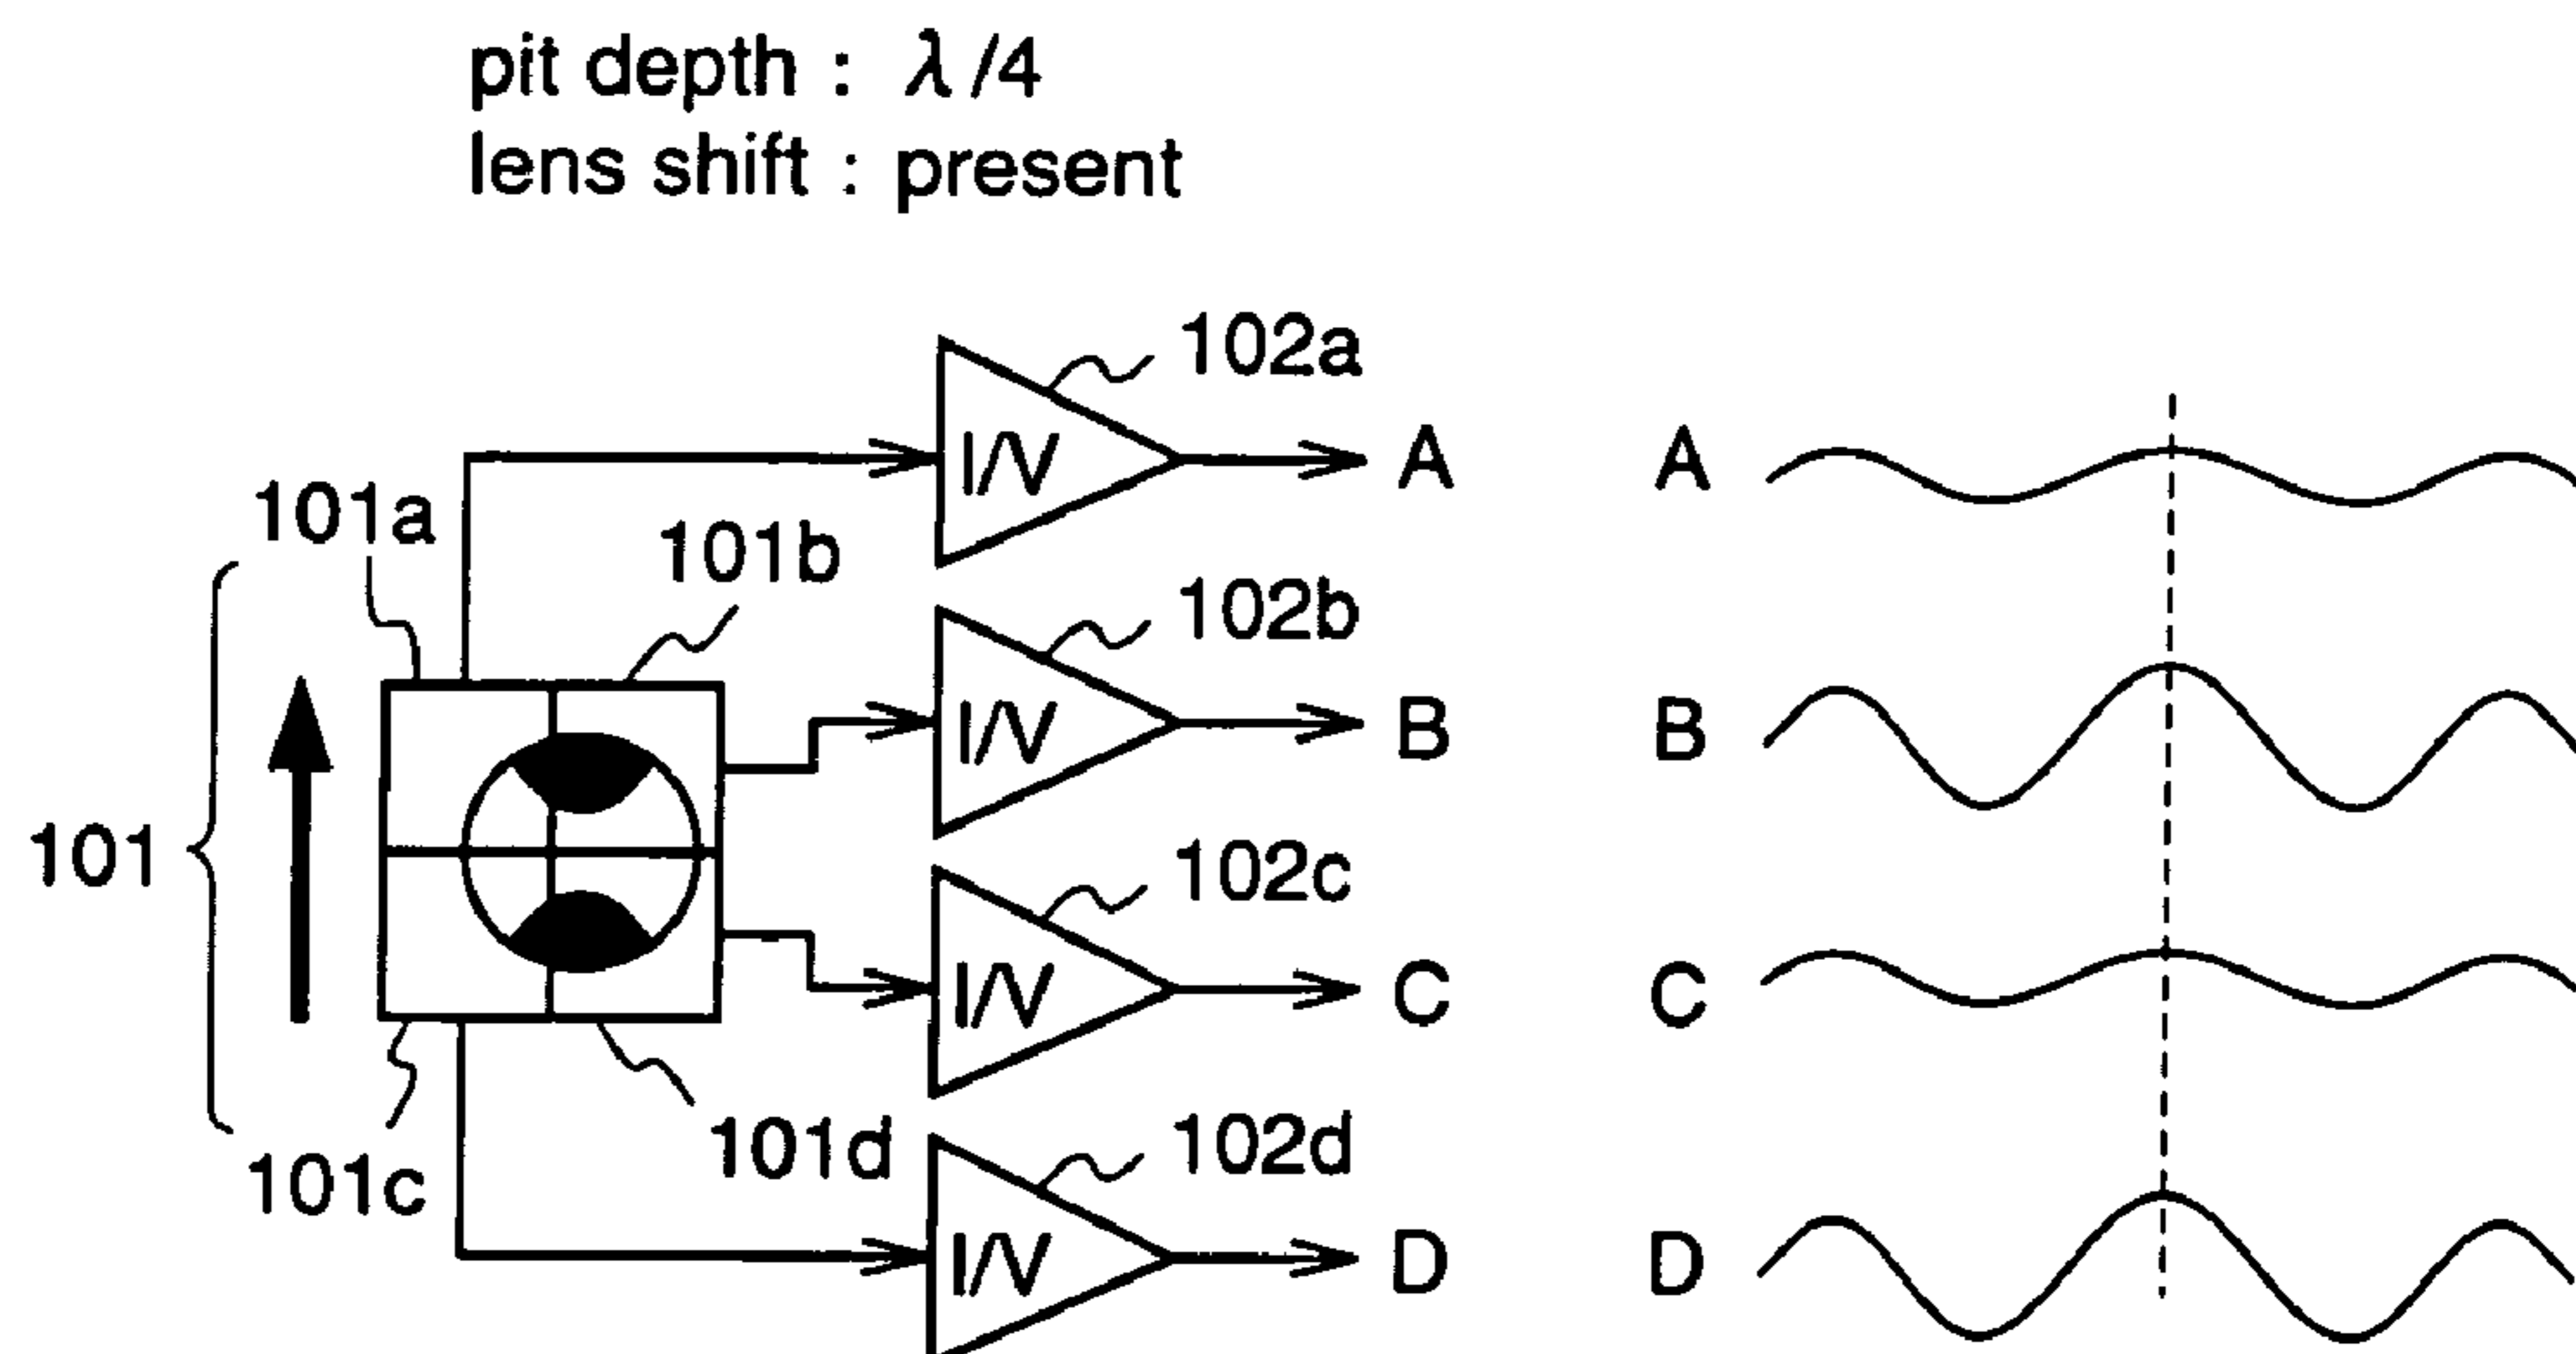 pit depth : λ/4
lens shift : present
102a
I/V
A
A
101a
101b
102b
I/V
B
B
101
102c
I/V
C
C
101c
101d
102d
I/V
D
D